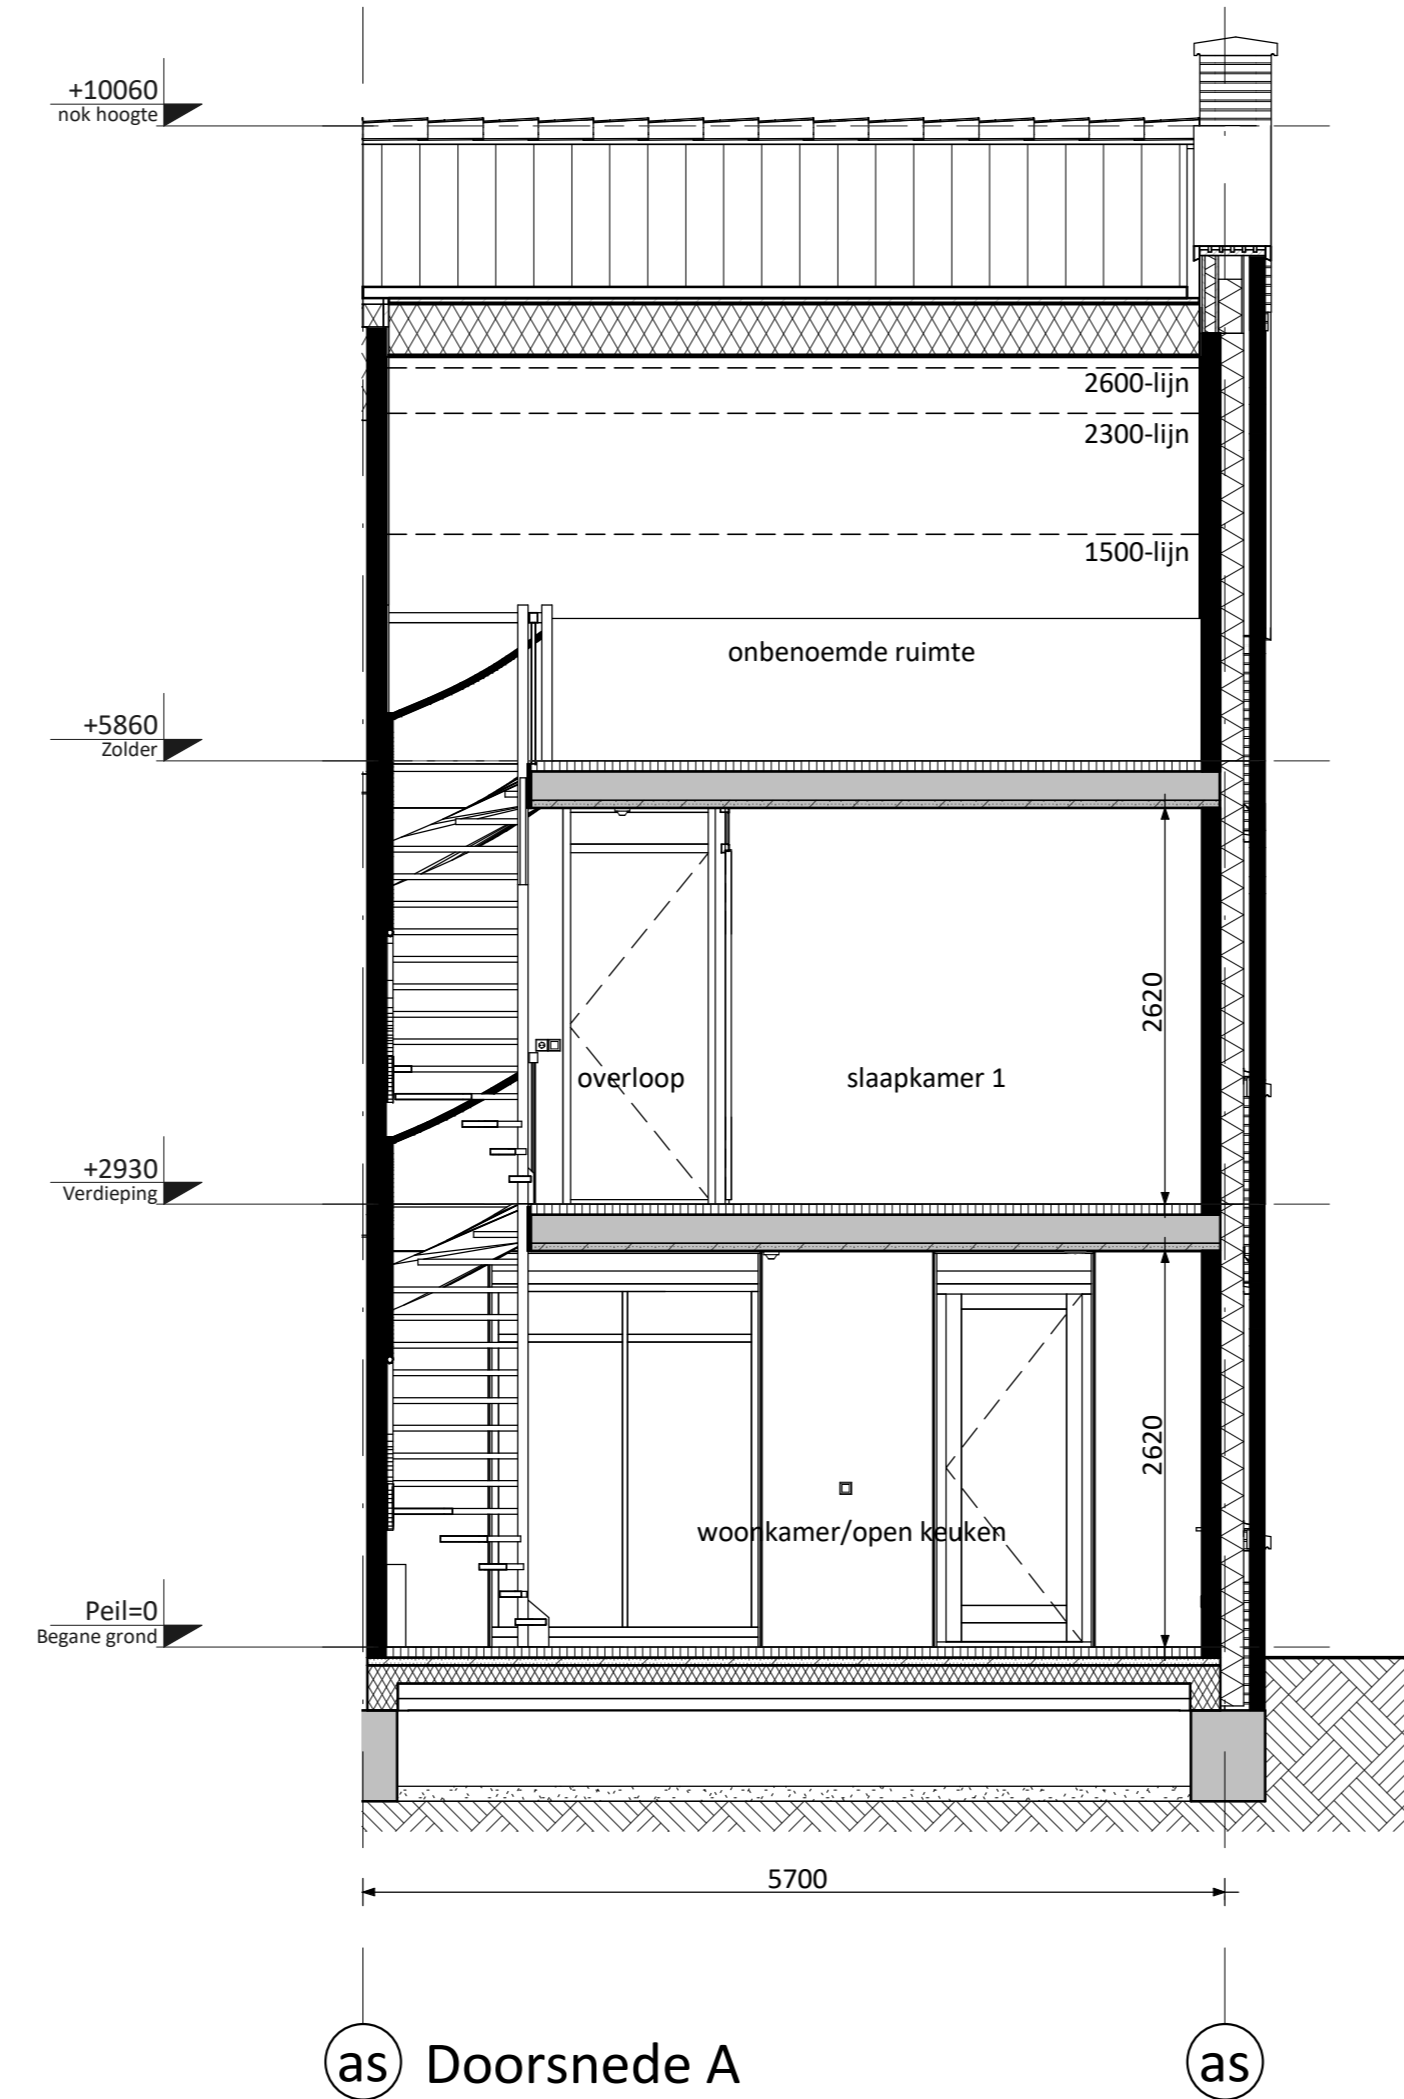 +10060
nok hoogte
2600-lijn
2300-lijn
1500-lijn
onbenoemde ruimte
+5860
Zolder
2620
overloop
slaapkamer 1
+2930
Verdieping
2620
woonkamer/open keuken
Peil=0
Begane grond
5700
as
Doorsnede A
as